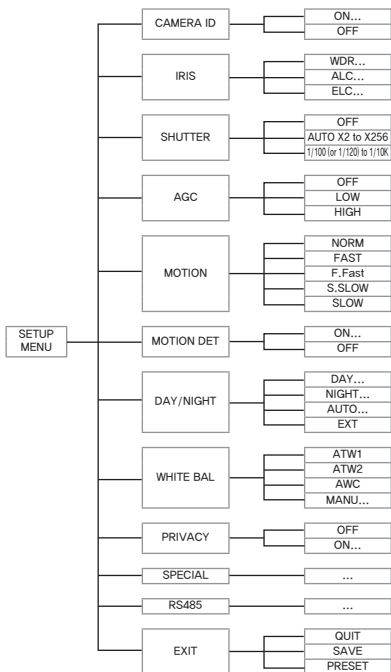 SETUP
MENU
CAMERA ID
ON...
OFF
IRIS
WDR...
ALC...
ELC...
SHUTTER
OFF
AUTO X2 to X256
1/100 (or 1/120) to 1/10K
AGC
OFF
LOW
HIGH
MOTION
NORM
FAST
F.Fast
S.SLOW
SLOW
MOTION DET
ON...
OFF
DAY/NIGHT
DAY...
NIGHT...
AUTO...
EXT
WHITE BAL
ATW1
ATW2
AWC
MANU...
PRIVACY
OFF
ON...
SPECIAL
...
RS485
...
EXIT
QUIT
SAVE
PRESET